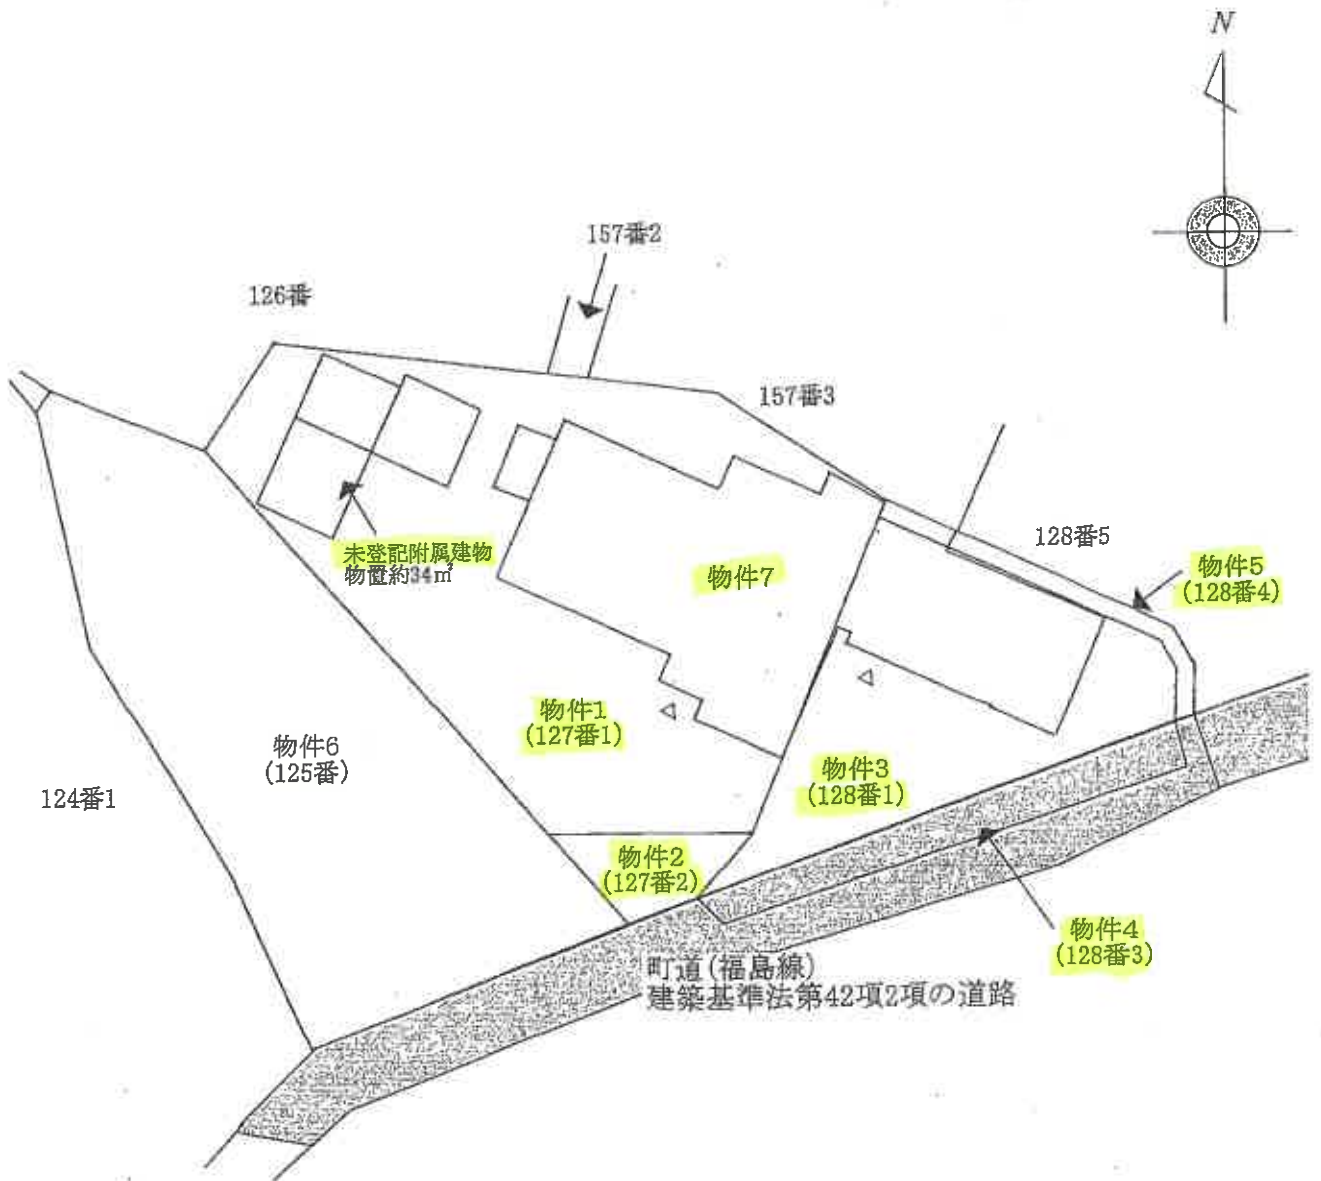 N
157番2
126番
157番3
128番5
物件5
(128番4)
未登記附属建物
物置約34㎡
物件7
物件1
(127番1)
物件6
(125番)
物件3
(128番1)
124番1
物件2
(127番2)
物件4
(128番3)
町道(福島線)
建築基準法第42項2項の道路